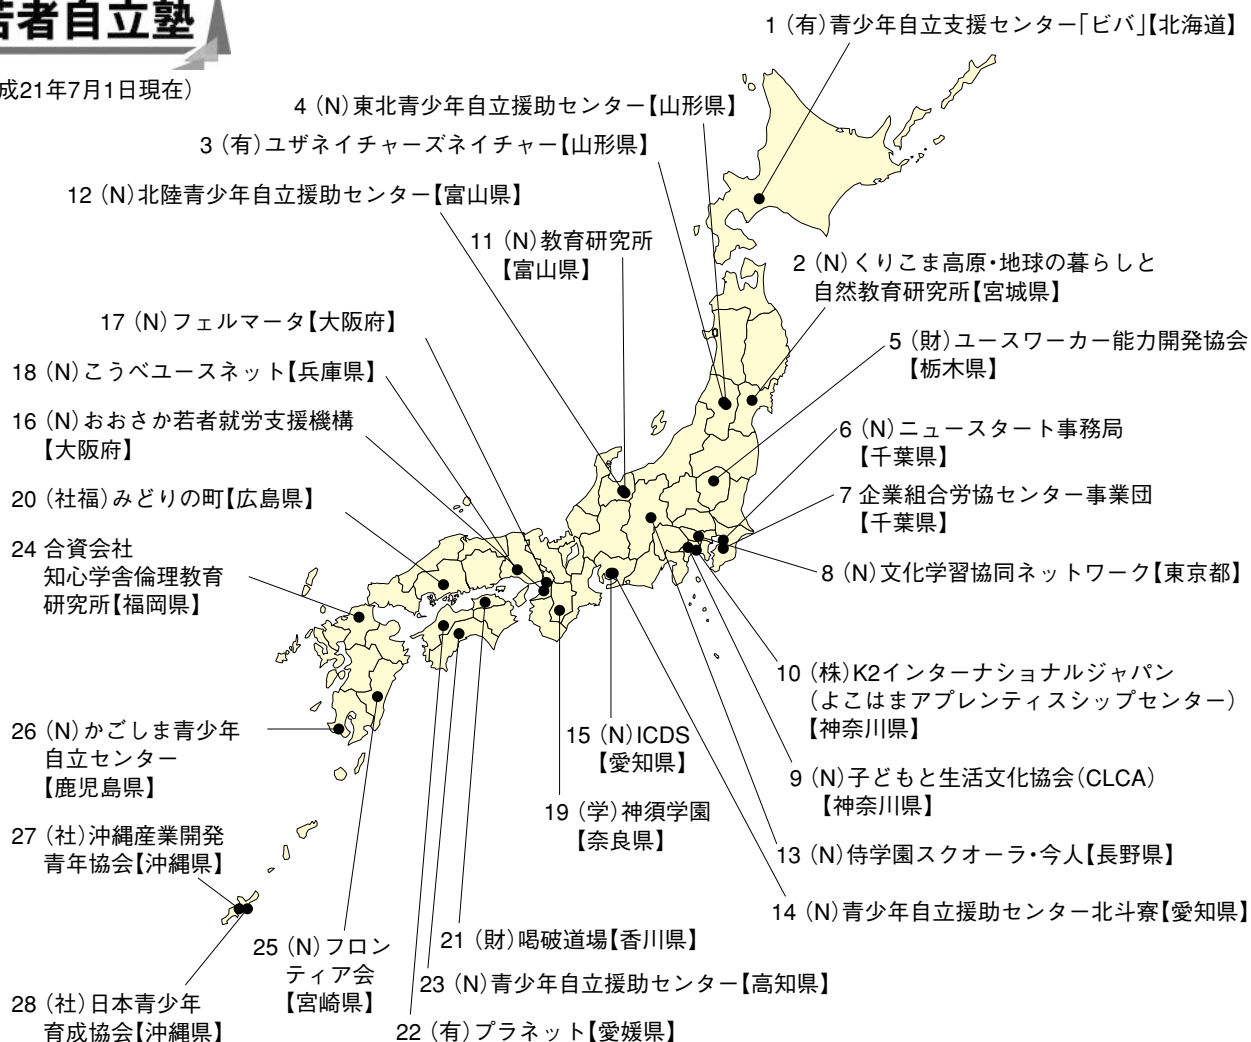 者自立塾
成21年7月1日現在）
1（有）青少年自立支援センター「ビバ」【北海道】
4（N）東北青少年自立援助センター【山形県】
3（有）ユザネイチャーズネイチャー【山形県】
12（N）北陸青少年自立援助センター【富山県】
11（N）教育研究所
【富山県】
2（N）くりこま高原・地球の暮らしと
自然教育研究所【宮城県】
17（N）フェルマータ【大阪府】
5（財）ユースワーカー能力開発協会
【栃木県】
18（N）こうべユースネット【兵庫県】
16（N）おおさか若者就労支援機構
【大阪府】
6（N）ニュースタート事務局
【千葉県】
20（社福）みどりの町【広島県】
7 企業組合労協センター事業団
【千葉県】
24 合資会社
知心学舎倫理教育
研究所【福岡県】
8（N）文化学習協同ネットワーク【東京都】
10（株）K2インターナショナルジャパン
（よこはまアプレンティスシップセンター）
【神奈川県】
26（N）かごしま青少年
自立センター
【鹿児島県】
15（N）ICDS
【愛知県】
9（N）子どもと生活文化協会（CLCA）
【神奈川県】
19（学）神須学園
【奈良県】
27（社）沖縄産業開発
青年協会【沖縄県】
13（N）侍学園スクオーラ・今人【長野県】
14（N）青少年自立援助センター北斗寮【愛知県】
21（財）喝破道場【香川県】
25（N）フロン
ティア会
【宮崎県】
23（N）青少年自立援助センター【高知県】
28（社）日本青少年
育成協会【沖縄県】
22（有）プラネット【愛媛県】